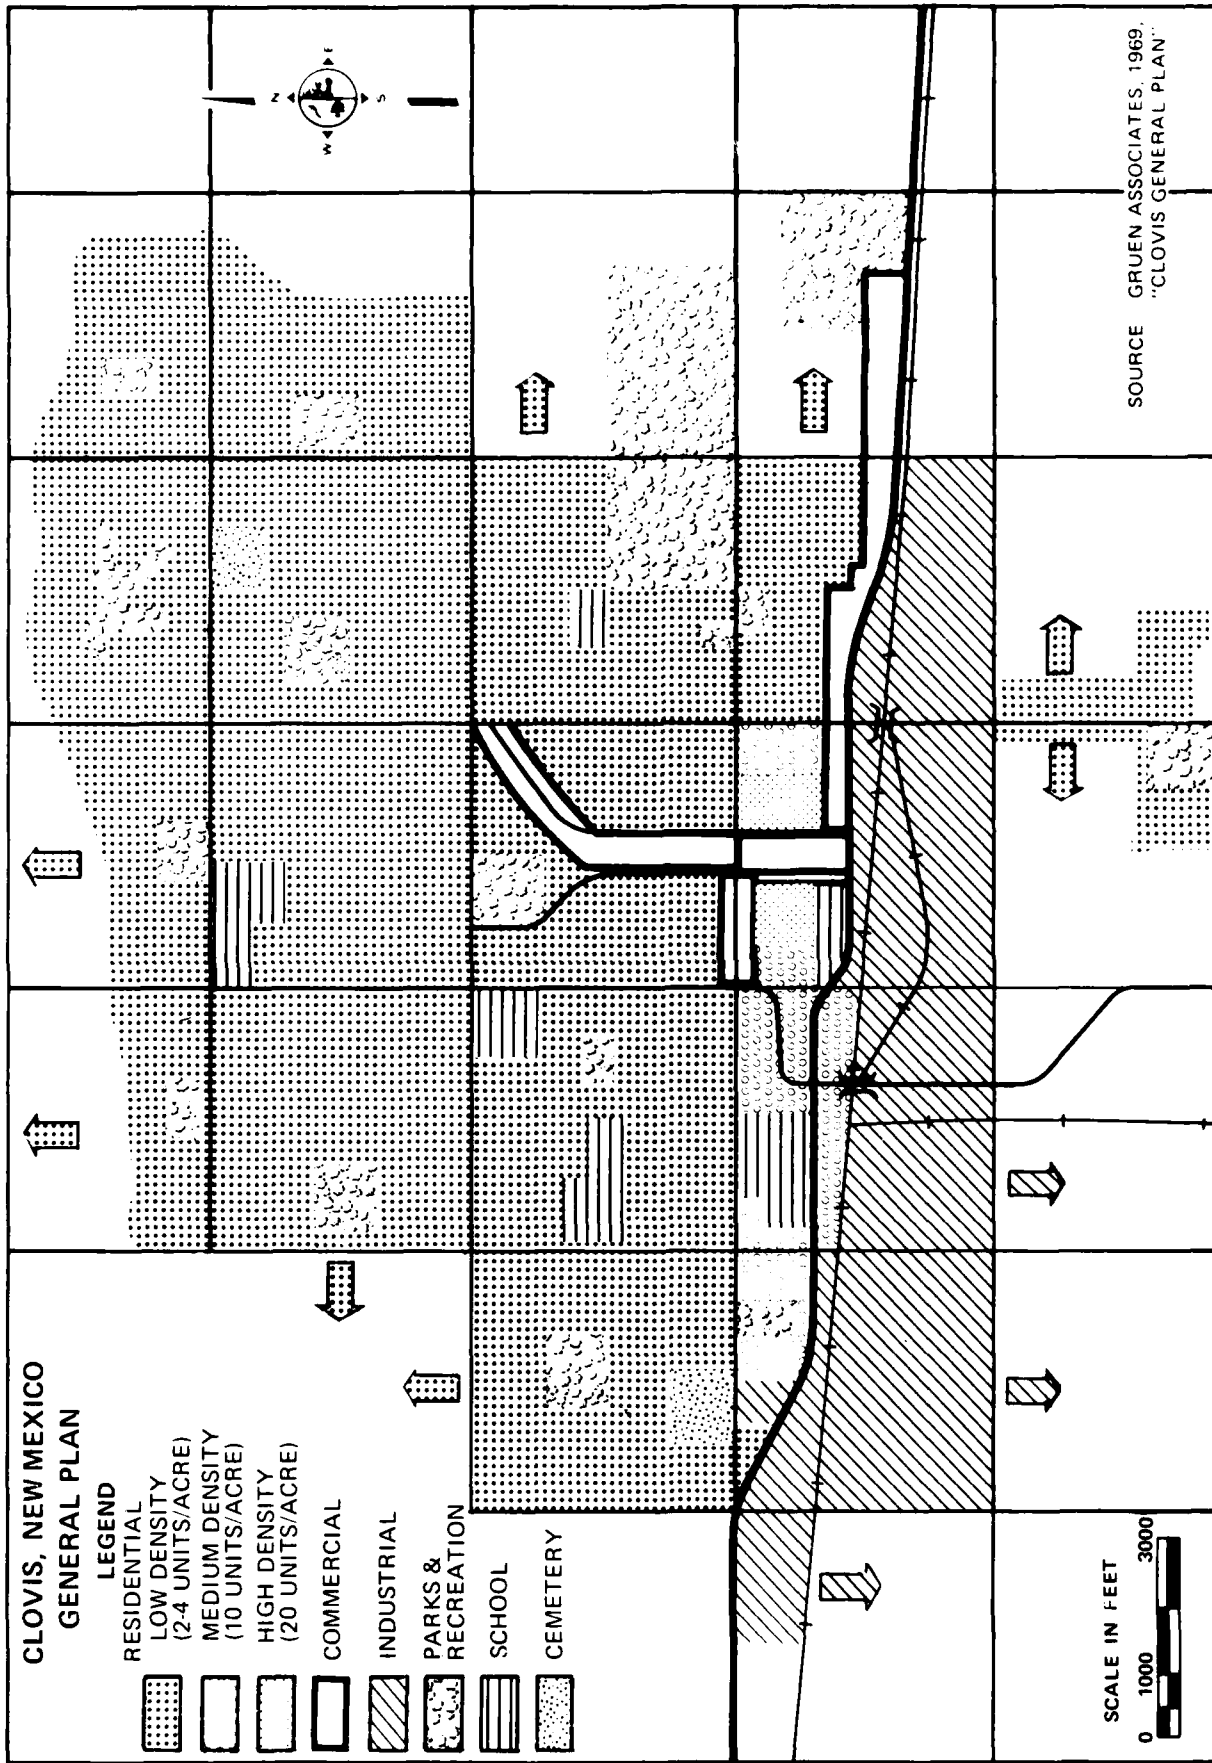 CLOVIS, NEW MEXICO
GENERAL PLAN
LEGEND
RESIDENTIAL
LOW DENSITY
(2-4 UNITS/ACRE)
MEDIUM DENSITY
(10 UNITS/ACRE)
HIGH DENSITY
(20 UNITS/ACRE)
COMMERCIAL
INDUSTRIAL
PARKS &
RECREATION
SCHOOL
CEMETERY
N
W
E
S
SCALE IN FEET
0 1000 3000
SOURCE GRUEN ASSOCIATES, 1969,
"CLOVIS GENERAL PLAN"